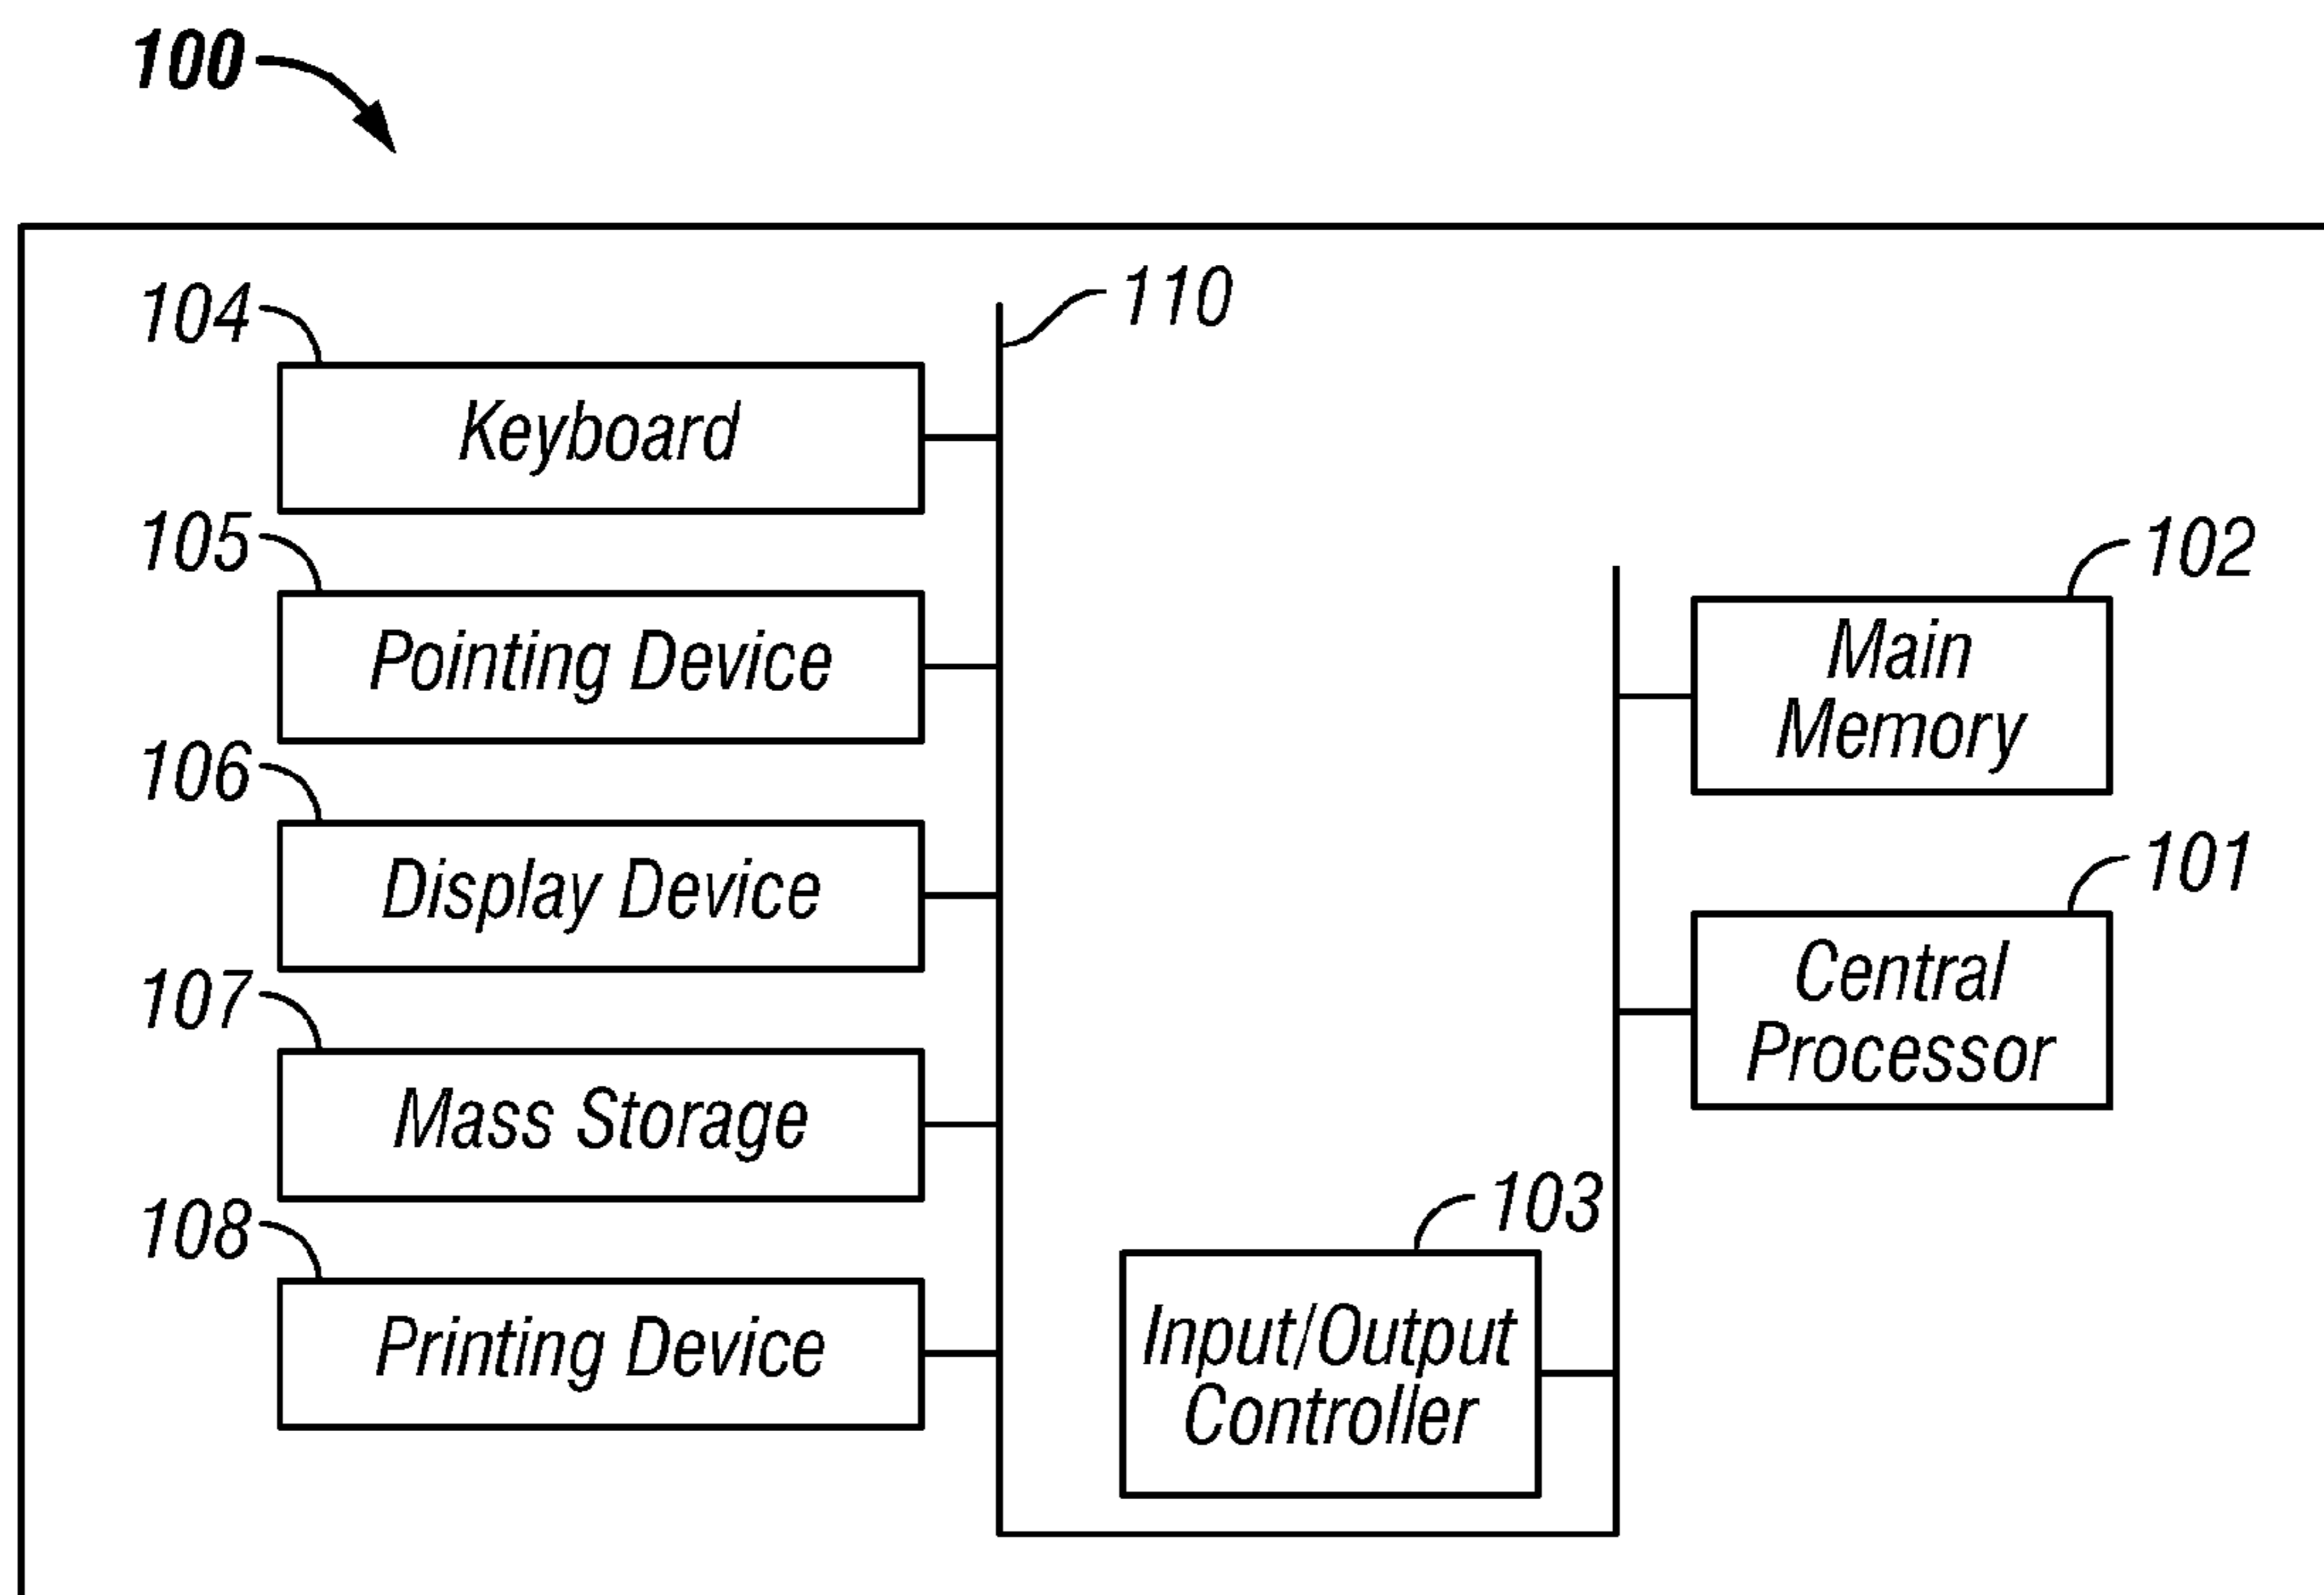 100
104
110
Keyboard
105
Pointing Device
102
Main
Memory
106
Display Device
101
Central
Processor
107
Mass Storage
103
108
Printing Device
Input/Output
Controller